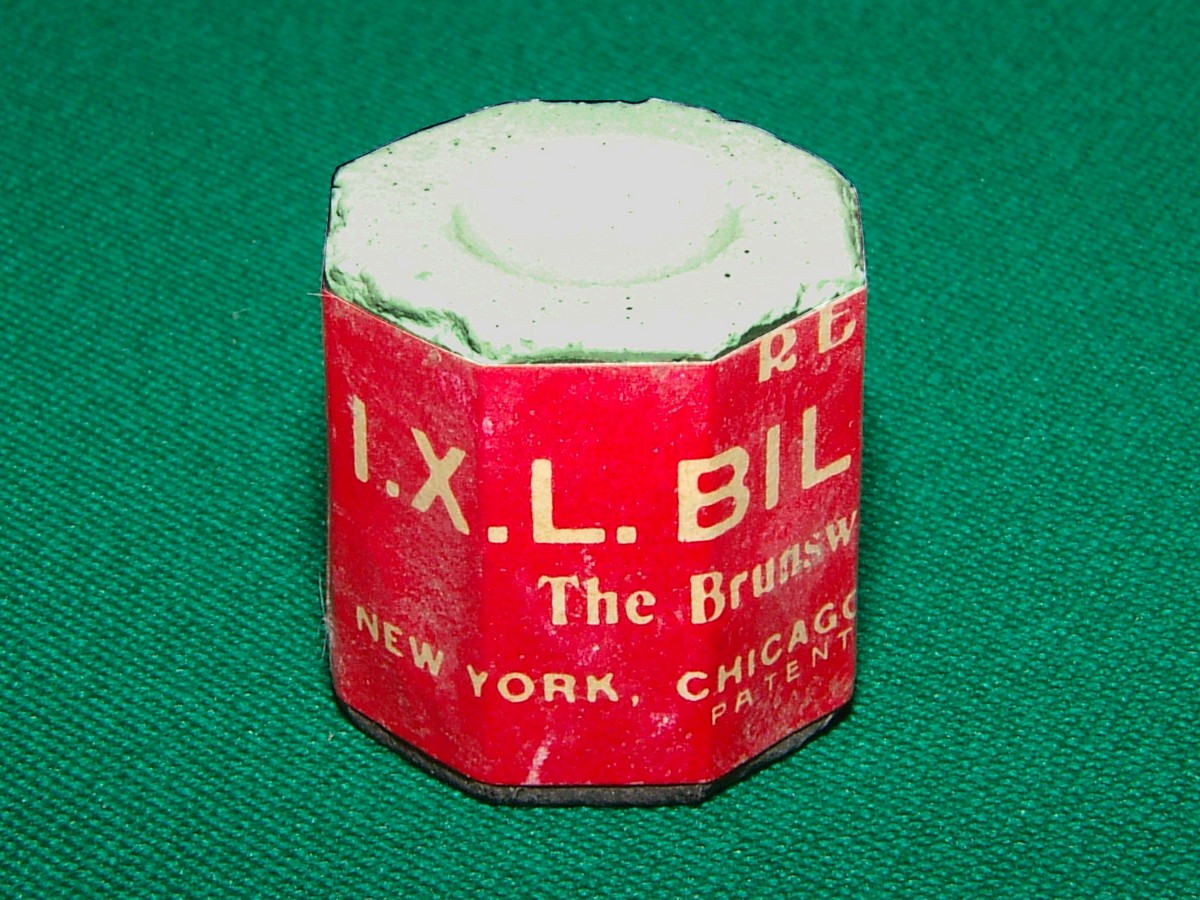 RE
I.X.L. BIL
The Brunsw
NEW YORK, CHICAGO
PATENT